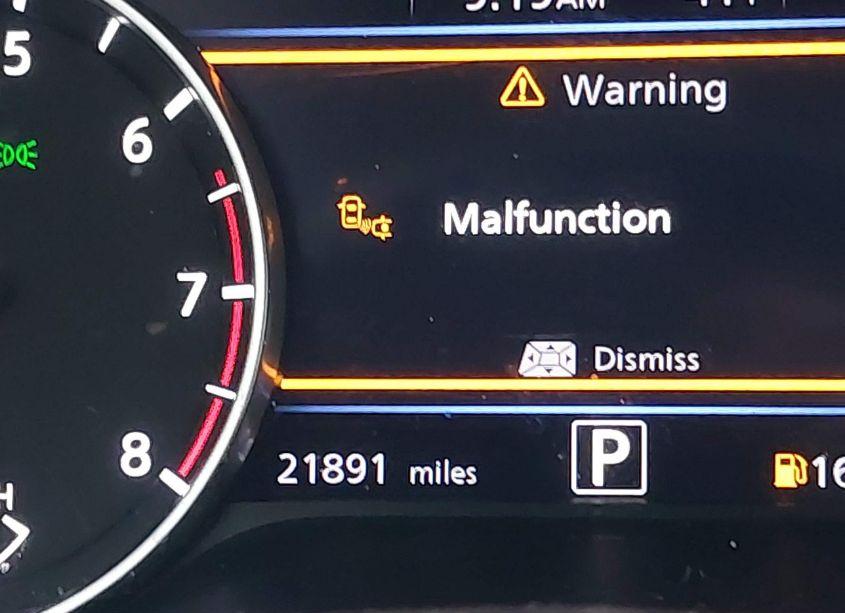 5
Warning
6
Malfunction
7
Dismiss
8
21891 miles
P